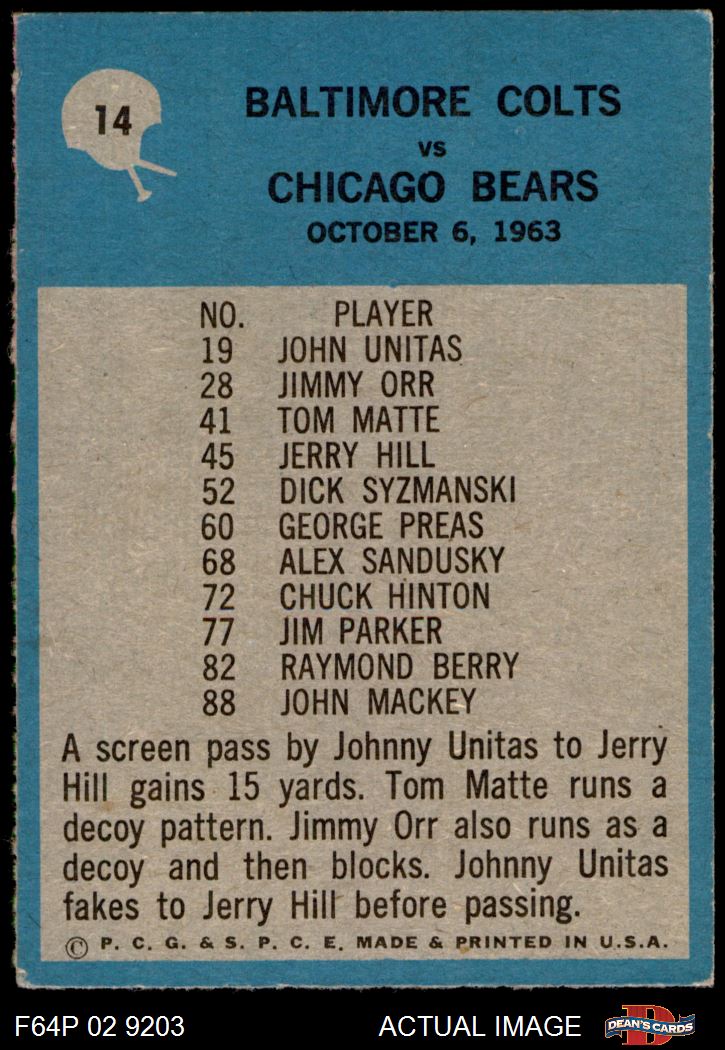 14
BALTIMORE COLTS
VS
CHICAGO BEARS
OCTOBER 6, 1963
NO. PLAYER
19 JOHN UNITAS
28 JIMMY ORR
41 TOM MATTE
45 JERRY HILL
52 DICK SYZMANSKI
60 GEORGE PREAS
68 ALEX SANDUSKY
72 CHUCK HINTON
77 JIM PARKER
82 RAYMOND BERRY
88 JOHN MACKEY
A screen pass by Johnny Unitas to Jerry
Hill gains 15 yards. Tom Matte runs a
decoy pattern. Jimmy Orr also runs as a
decoy and then blocks. Johnny Unitas
fakes to Jerry Hill before passing.
© P. C. G. & S. P. C. E. MADE & PRINTED IN U.S.A.
F64P 02 9203 ACTUAL IMAGE
D
DEAN'S CARDS